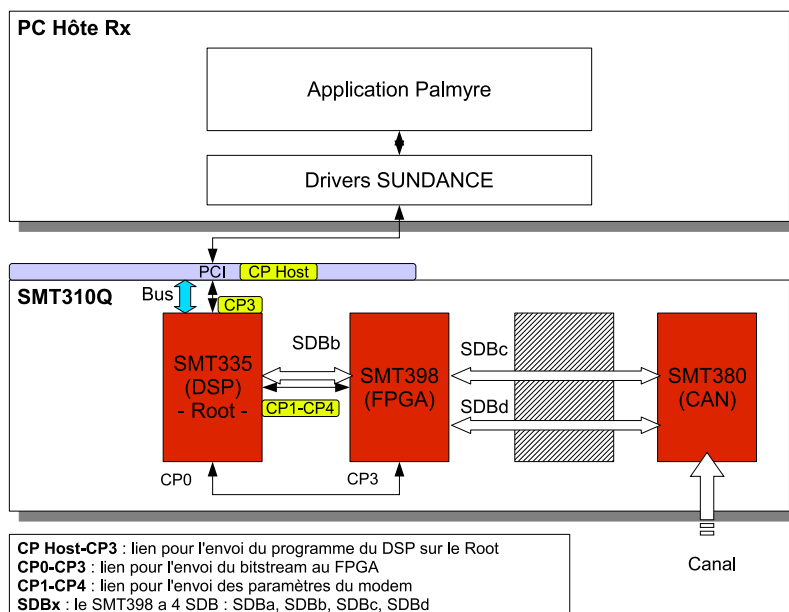 PC Hôte Rx
Application Palmyre
Drivers SUNDANCE
PCI
CP Host
Bus
CP3
SMT310Q
SMT335
(DSP)
- Root -
SDBb
CP1-CP4
SMT398
(FPGA)
SDBc
SDBd
SMT380
(CAN)
CP0
CP3
Canal
CP Host-CP3 : lien pour l'envoi du programme du DSP sur le Root
CP0-CP3 : lien pour l'envoi du bitstream au FPGA
CP1-CP4 : lien pour l'envoi des paramètres du modem
SDBx : le SMT398 a 4 SDB : SDBa, SDBb, SDBc, SDBd